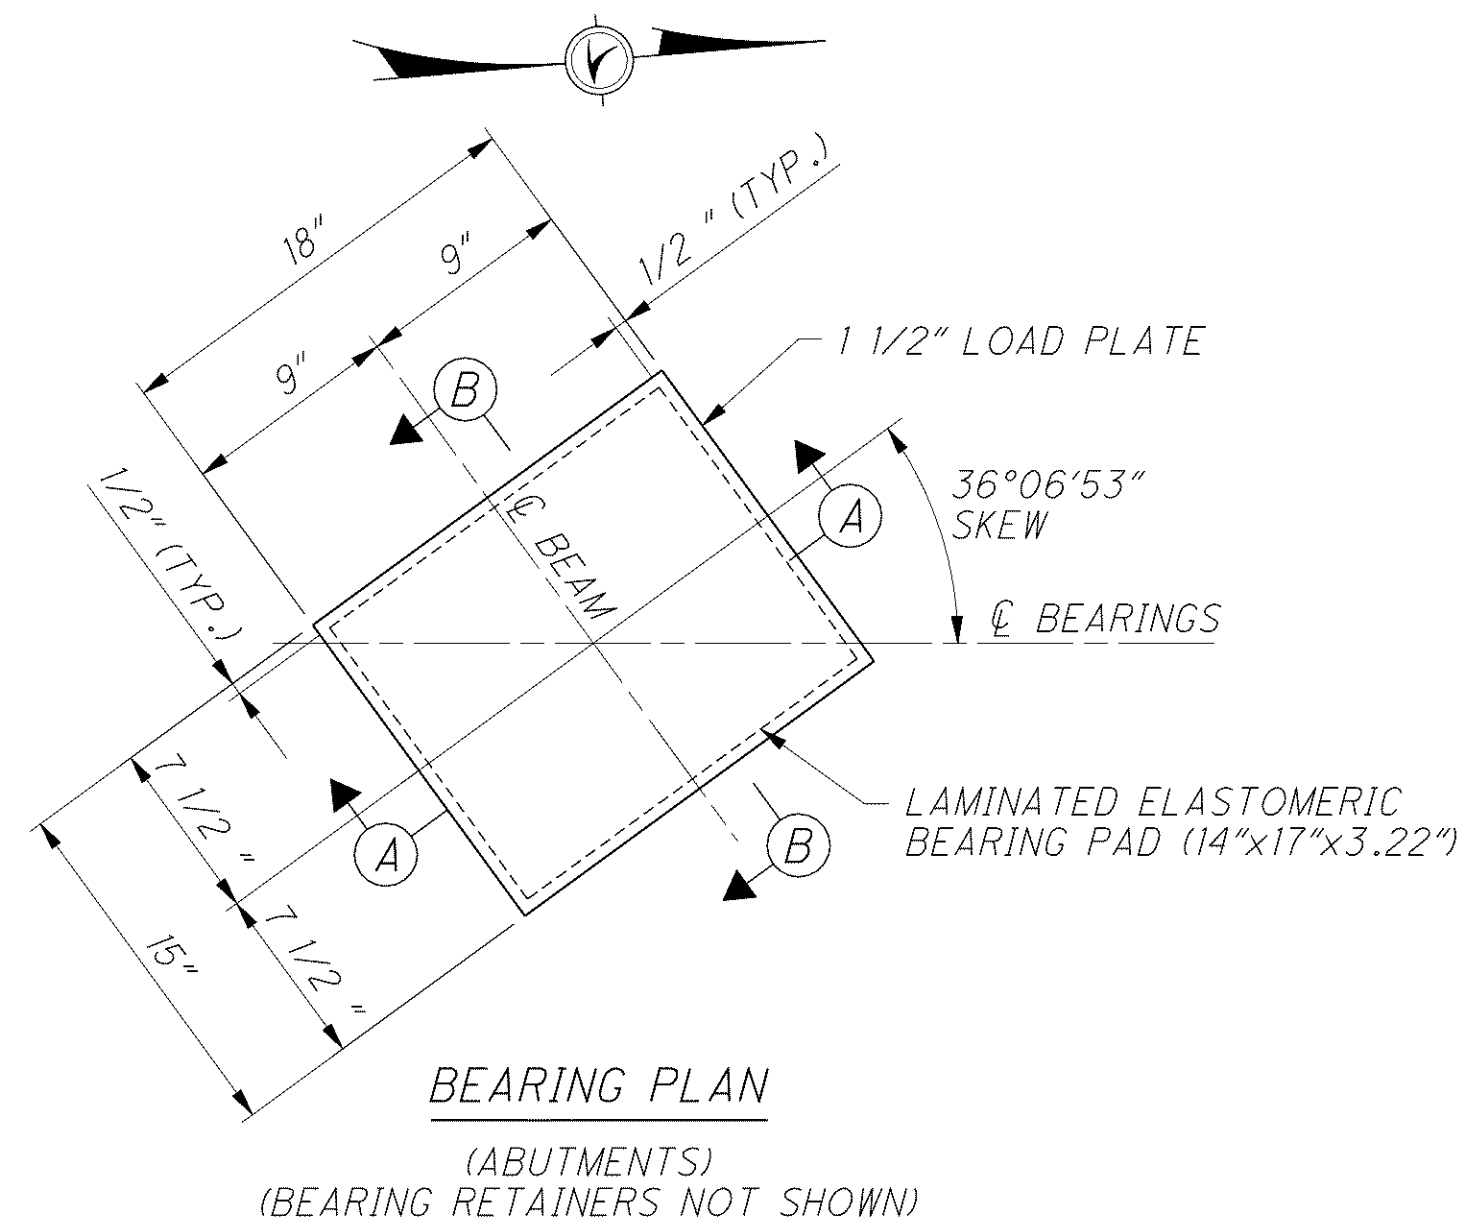 18"
9"
9"
1/2 " (TYP.)
1 1/2" LOAD PLATE
B
A
36°06'53"
SKEW
1/2" (TYP.)
℄ BEAM
℄ BEARINGS
7 1/2 "
7 1/2 "
15"
A
B
LAMINATED ELASTOMERIC
BEARING PAD (14"x17"x3.22")
BEARING PLAN
(ABUTMENTS)
(BEARING RETAINERS NOT SHOWN)